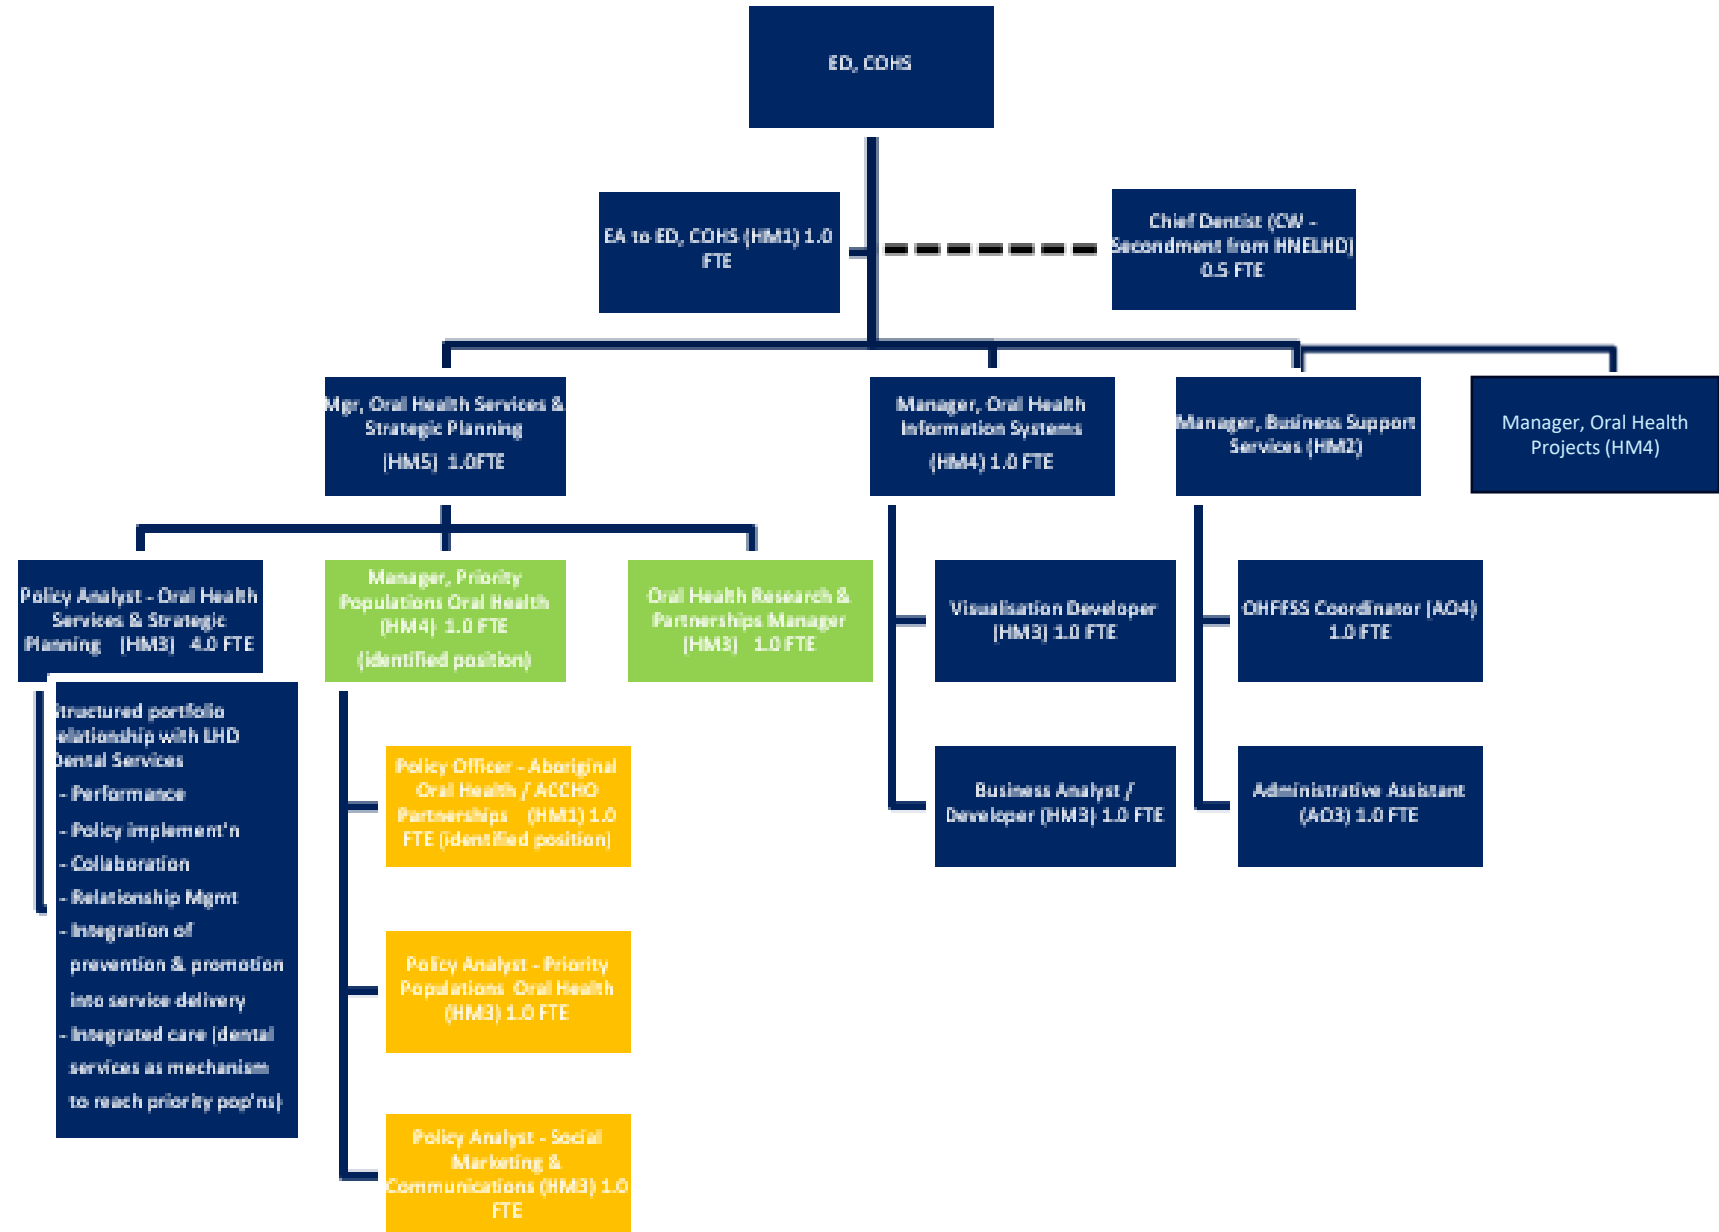 ED, COHS
EA to ED, COHS (HM1) 1.0
FTE
Chief Dentist (CW -
Secondment from HNELHD)
0.5 FTE
Mgr, Oral Health Services &
Strategic Planning
(HM5) 1.0FTE
Manager, Oral Health
Information Systems
(HM4) 1.0 FTE
Manager, Business Support
Services (HM2)
Manager, Oral Health
Projects (HM4)
Policy Analyst - Oral Health
Services & Strategic
Planning (HM3) 4.0 FTE
Manager, Priority
Populations Oral Health
(HM4) 1.0 FTE
(identified position)
Oral Health Research &
Partnerships Manager
(HM3) 1.0 FTE
Visualisation Developer
(HM3) 1.0 FTE
OHFFSS Coordinator (AO4)
1.0 FTE
tructured portfolio
elationship with LHD
Dental Services
- Performance
- Policy implement'n
- Collaboration
- Relationship Mgmt
- Integration of
prevention & promotion
into service delivery
- Integrated care (dental
services as mechanism
to reach priority pop'ns)
Policy Officer - Aboriginal
Oral Health / ACCHO
Partnerships (HM1) 1.0
FTE (identified position)
Business Analyst /
Developer (HM3) 1.0 FTE
Administrative Assistant
(AO3) 1.0 FTE
Policy Analyst - Priority
Populations Oral Health
(HM3) 1.0 FTE
Policy Analyst - Social
Marketing &
Communications (HM3) 1.0
FTE